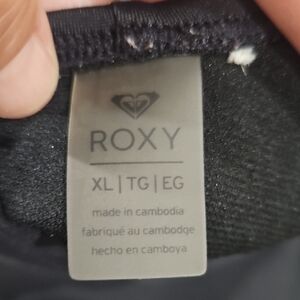 ROXY
XL | TG | EG
made in cambodia
fabriqué au cambodge
hecho en camboya